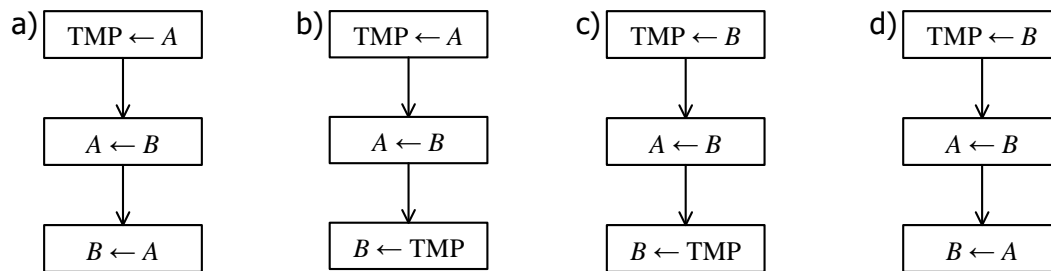 a) TMP ← A
A ← B
B ← A
b) TMP ← A
A ← B
B ← TMP
c) TMP ← B
A ← B
B ← TMP
d) TMP ← B
A ← B
B ← A